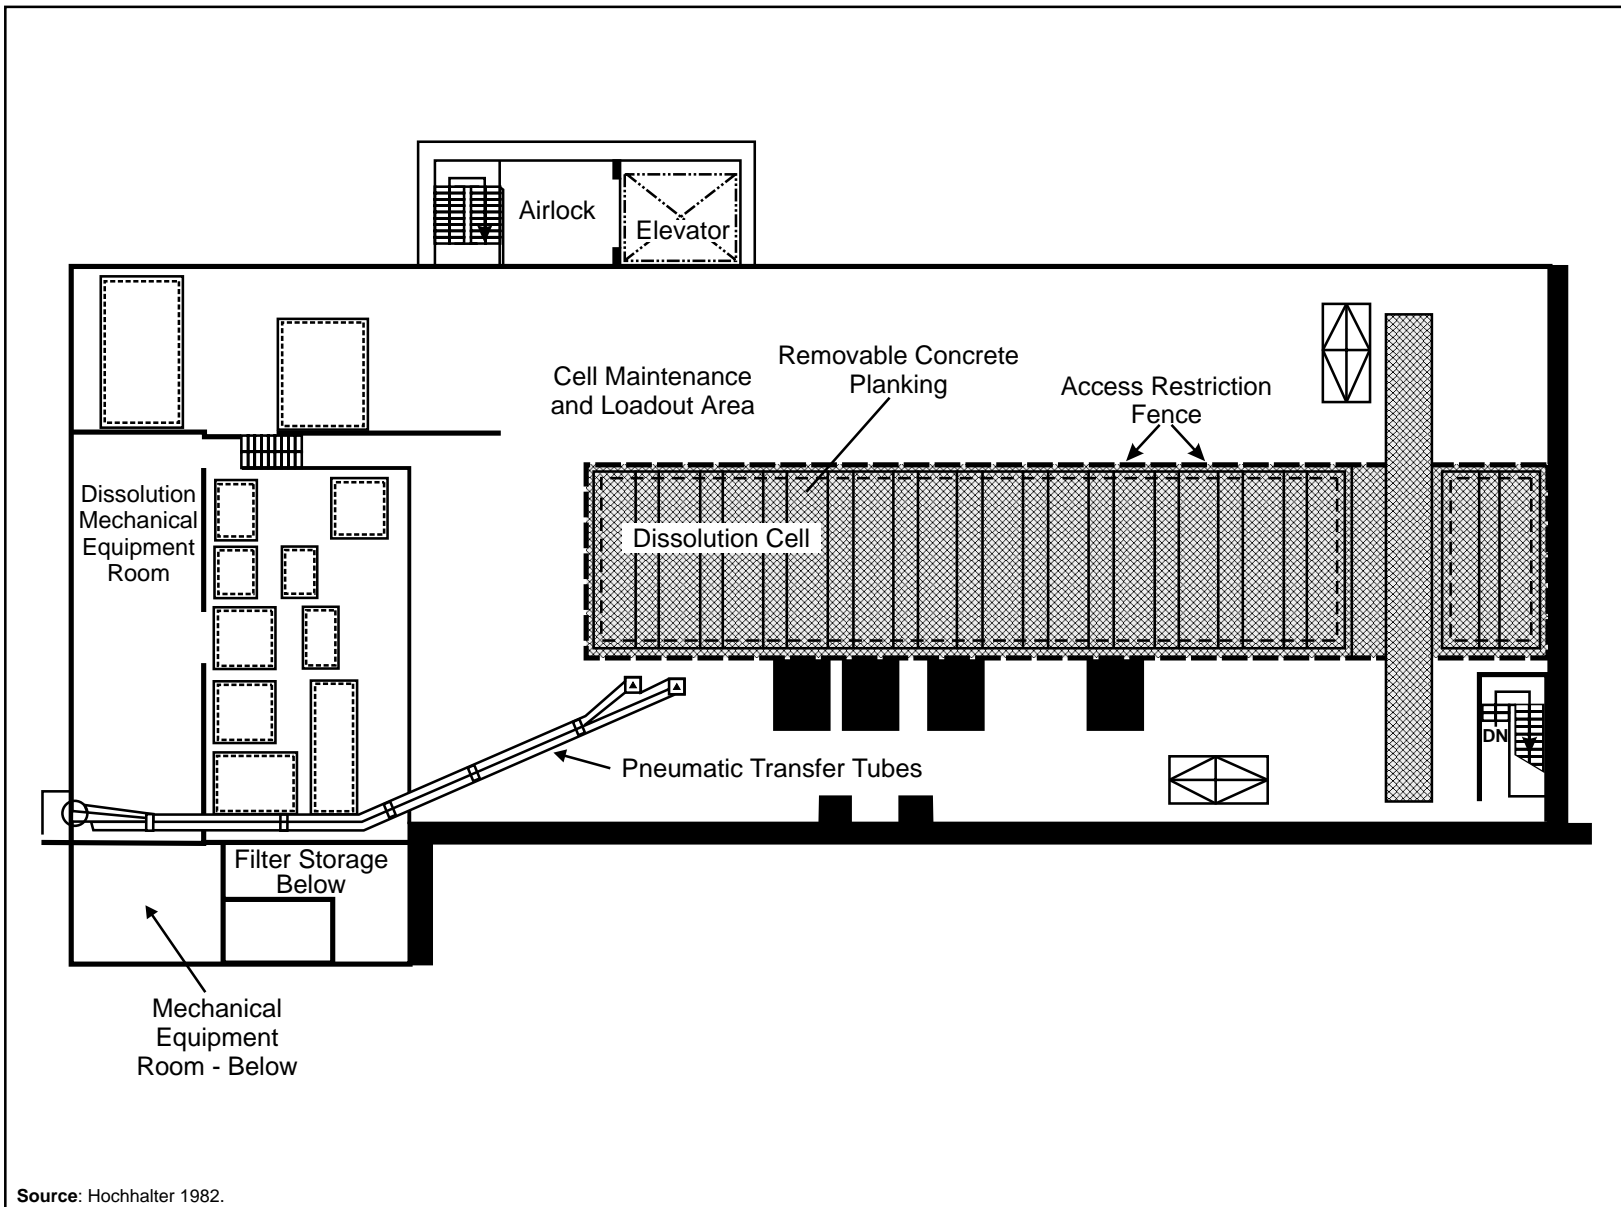 Airlock
Elevator
Removable Concrete
Planking
Cell Maintenance
and Loadout Area
Access Restriction
Fence
Dissolution
Mechanical
Equipment
Room
Dissolution Cell
DN
Pneumatic Transfer Tubes
Filter Storage
Below
Mechanical
Equipment
Room - Below
Source: Hochhalter 1982.